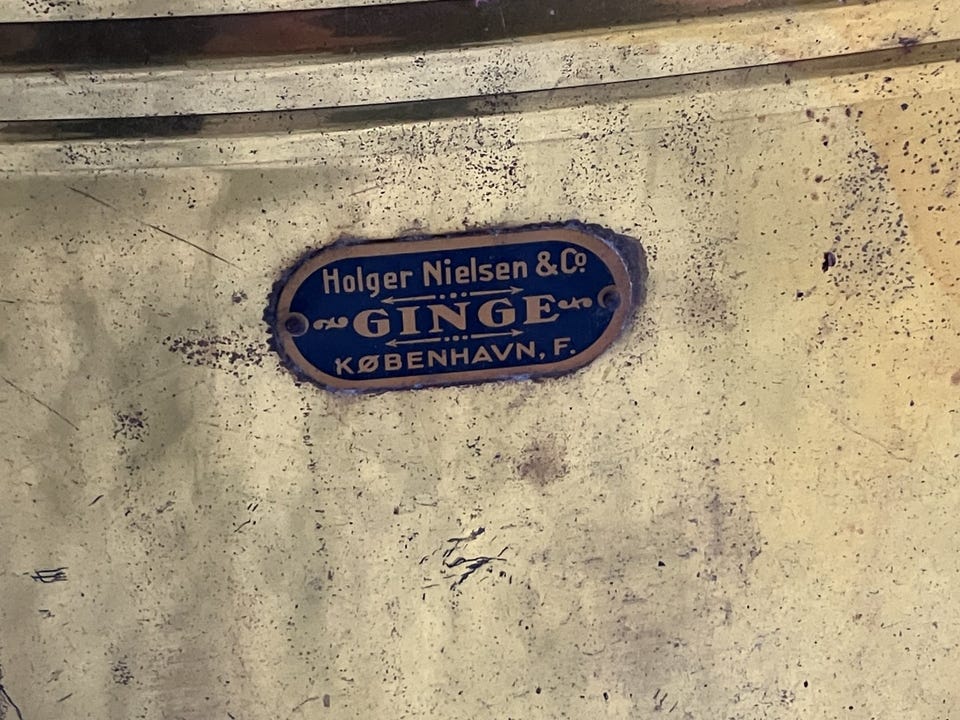 Holger Nielsen & Co.
GINGE
KØBENHAVN, F.